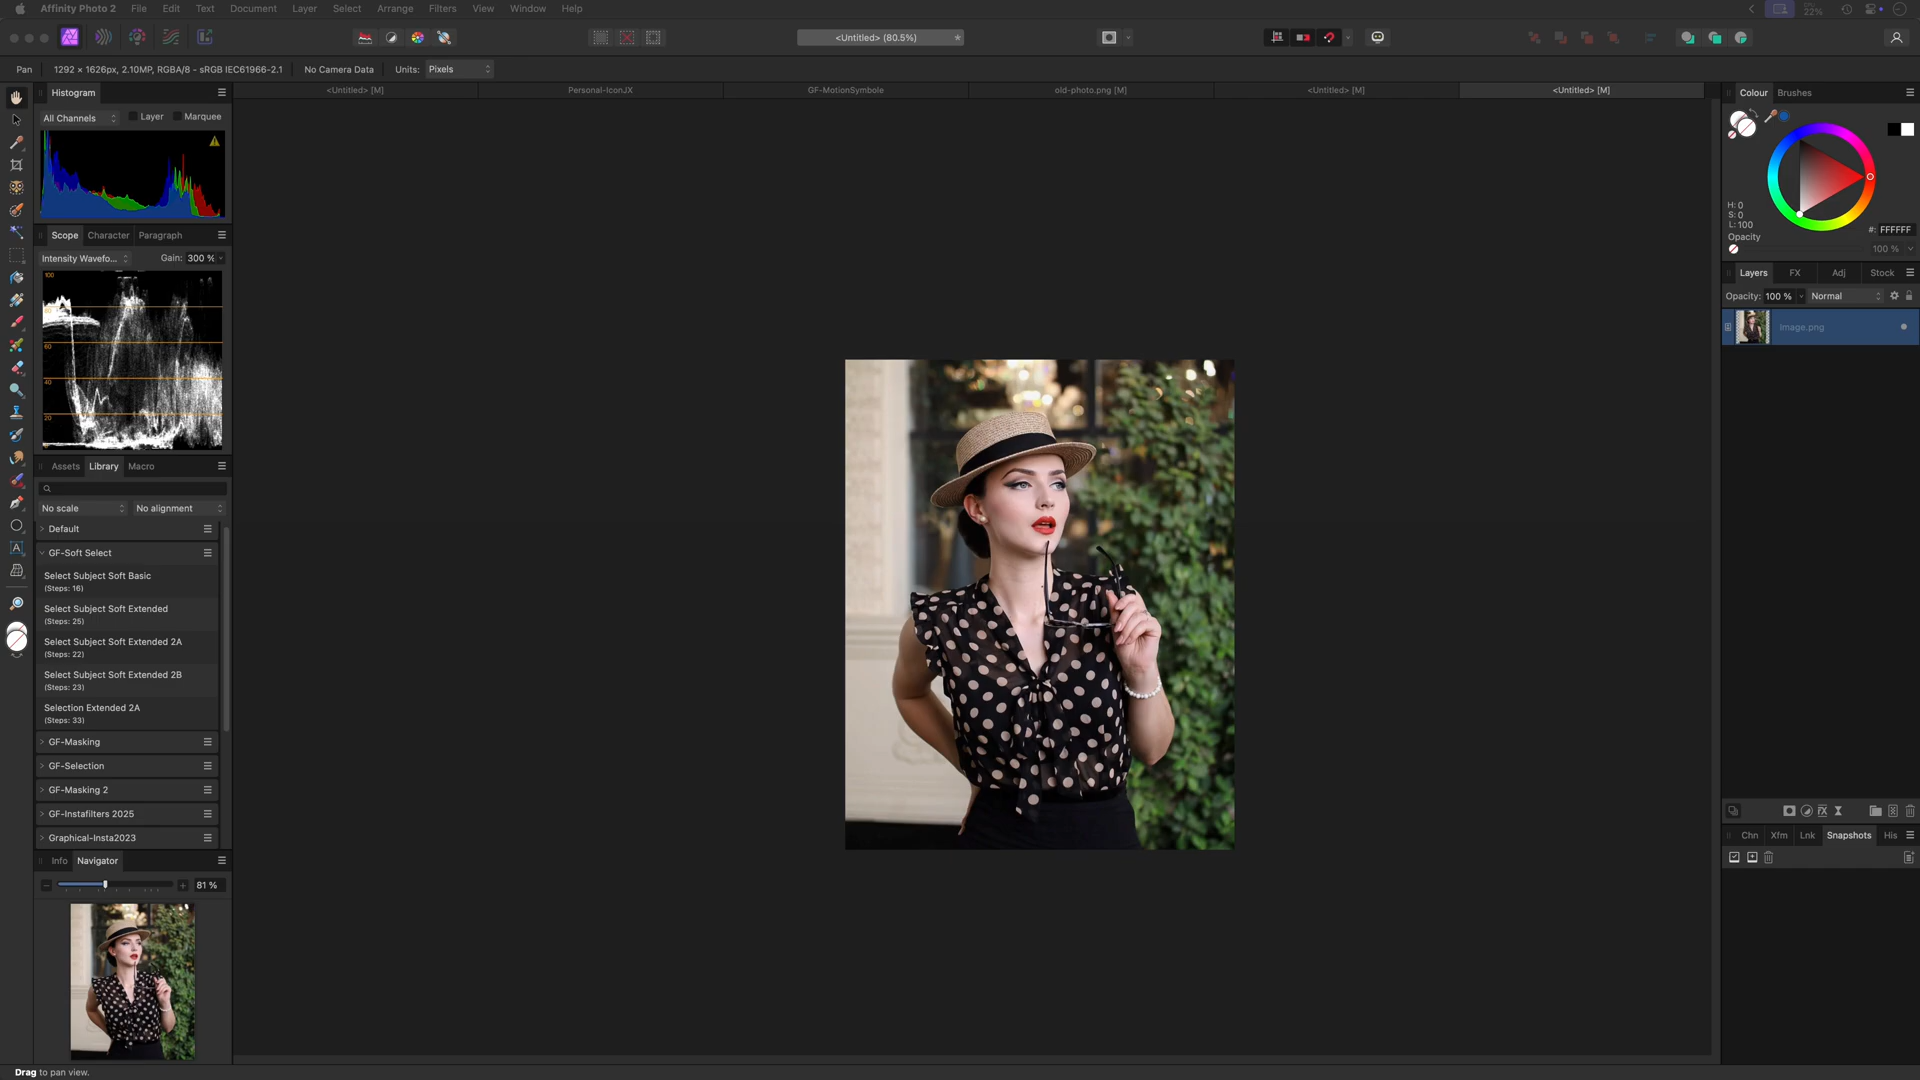 Affinity Photo 2 File Edit Text Document Layer Select Arrange Filters View Window Help
22%
<Untitled> (80.5%)
Pan 1292 × 1626px, 2.10MP, RGBA/8 - sRGB IEC61966-2.1 No Camera Data Units: Pixels
<Untitled> [M] Personal-IconJX GF-MotionSymbole old-photo.png [M] <Untitled> [M] <Untitled> [M]
Histogram
All Channels Layer Marquee
Scope Character Paragraph
Intensity Wavefo... Gain: 300 %
100
80
60
40
20
Assets Library Macro
No scale No alignment
Default
GF-Soft Select
Select Subject Soft Basic
(Steps: 16)
Select Subject Soft Extended
(Steps: 25)
Select Subject Soft Extended 2A
(Steps: 22)
Select Subject Soft Extended 2B
(Steps: 23)
Selection Extended 2A
(Steps: 33)
GF-Masking
GF-Selection
GF-Masking 2
GF-Instafilters 2025
Graphical-Insta2023
Info Navigator
81 %
Drag to pan view.
Colour Brushes
H: 0
S: 0
L: 100
#: FFFFFF
Opacity
100 %
Layers FX Adj Stock
Opacity: 100 % Normal
Image.png
Chn Xfm Lnk Snapshots His